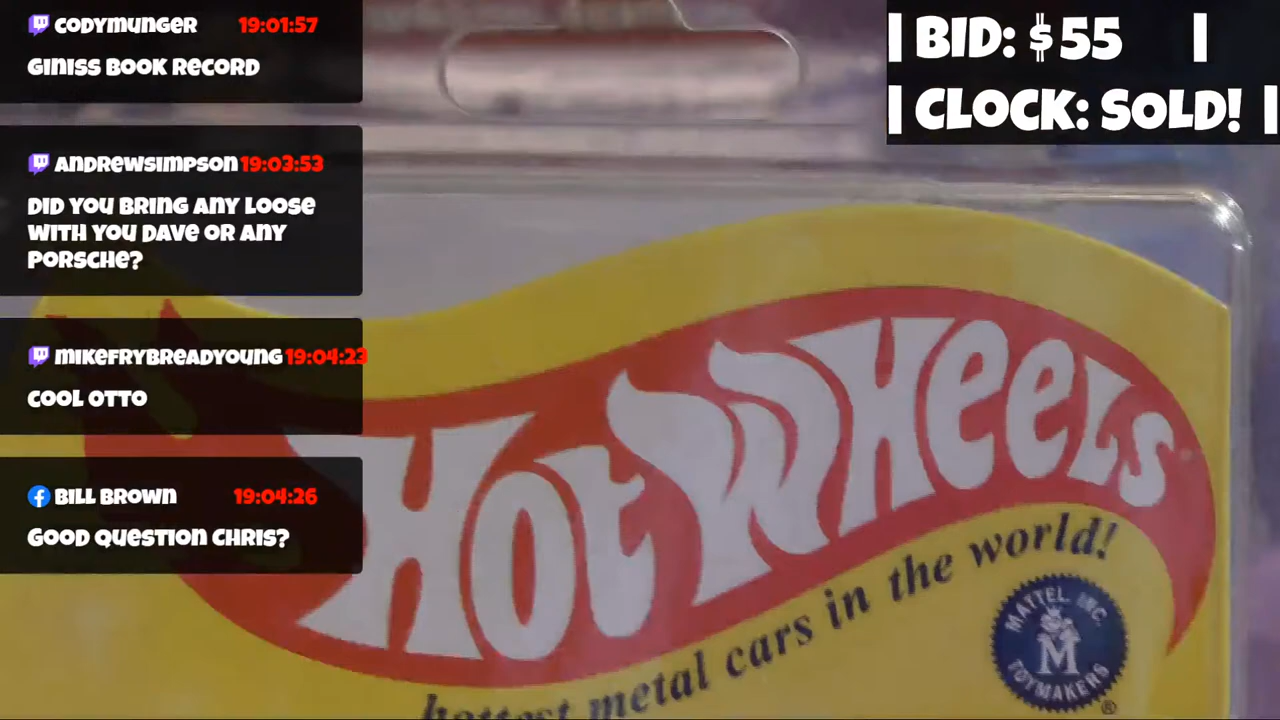 CODYMUNGER 19:01:57
GINISS BOOK RECORD
ANDREWSIMPSON 19:03:53
DID YOU BRING ANY LOOSE
WITH YOU DAVE OR ANY
PORSCHE?
MIKEFRYBREADYOUNG 19:04:23
COOL OTTO
BILL BROWN 19:04:26
GOOD QUESTION CHRIS?
| BID: $55 |
| CLOCK: SOLD! |
HOT WHEELS
hottest metal cars in the world!
MATTEL, INC.
M
TOYMAKERS
®